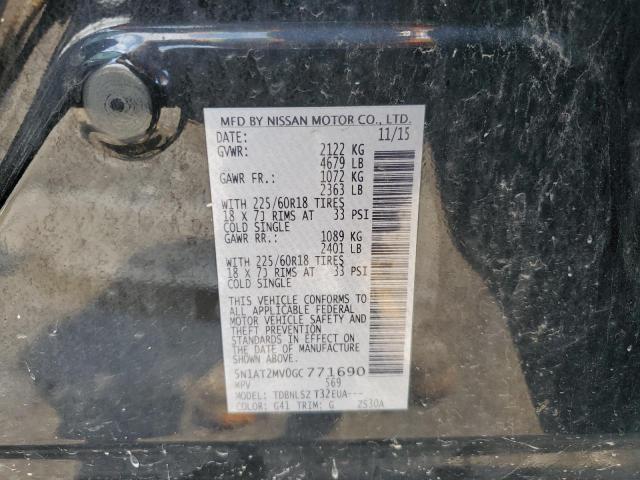 MFD BY NISSAN MOTOR CO., LTD.
DATE: 11/15
GVWR: 2122 KG
4679 LB
GAWR FR.: 1072 KG
2363 LB
WITH 225/60R18 TIRES
18 X 7J RIMS AT 33 PSI
COLD SINGLE
GAWR RR.: 1089 KG
2401 LB
WITH 225/60R18 TIRES
18 X 7J RIMS AT 33 PSI
COLD SINGLE
THIS VEHICLE CONFORMS TO
ALL APPLICABLE FEDERAL
MOTOR VEHICLE SAFETY AND
THEFT PREVENTION
STANDARDS IN EFFECT ON
THE DATE OF MANUFACTURE
5N1AT2MV0GC771690
MPV 569
MODEL: TDBNLSZ T32EUA---
COLOR: G41 TRIM: G ZS30A